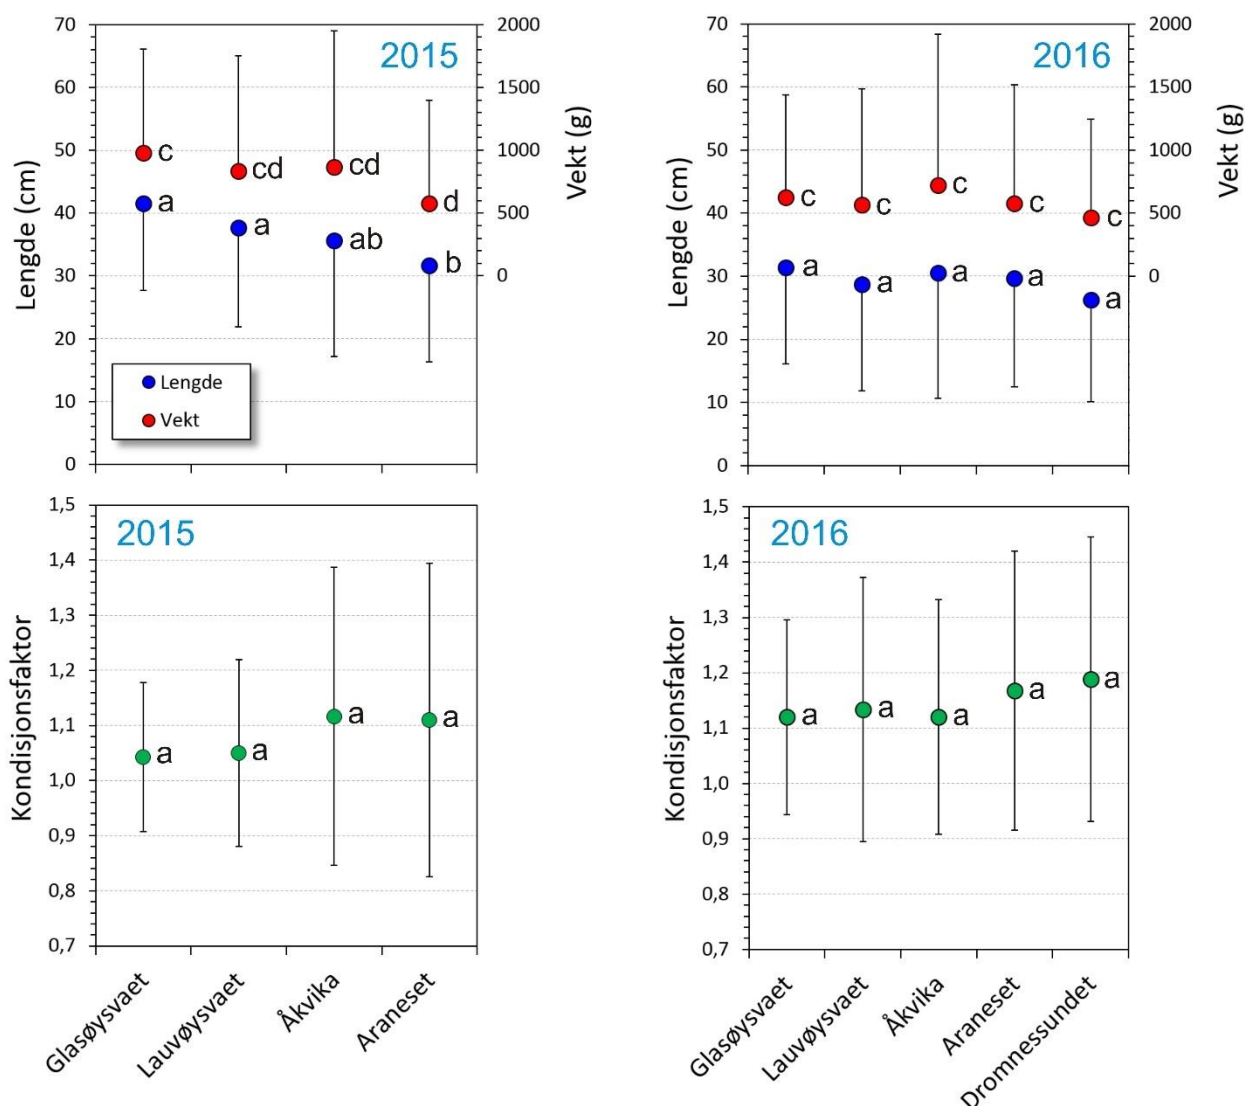 2015
Lengde (cm)
70
60
50
40
30
20
10
0
Vekt (g)
2000
1500
1000
500
0
c
cd
cd
d
a
a
ab
b
Lengde
Vekt
2016
Lengde (cm)
70
60
50
40
30
20
10
0
Vekt (g)
2000
1500
1000
500
0
c
c
c
c
c
a
a
a
a
a
2015
Kondisjonsfaktor
1,5
1,4
1,3
1,2
1,1
1,0
0,9
0,8
0,7
a
a
a
a
Glasøysvaet
Lauvøysvaet
Åkvika
Araneset
2016
Kondisjonsfaktor
1,5
1,4
1,3
1,2
1,1
1,0
0,9
0,8
0,7
a
a
a
a
a
Glasøysvaet
Lauvøysvaet
Åkvika
Araneset
Dromnessundet